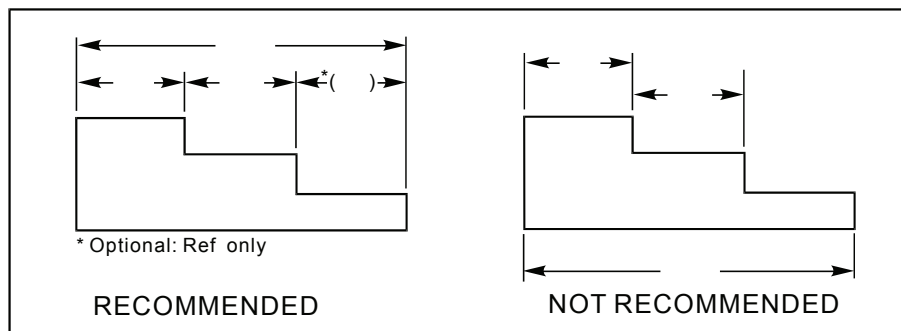 *( )
* Optional: Ref only
RECOMMENDED
NOT RECOMMENDED